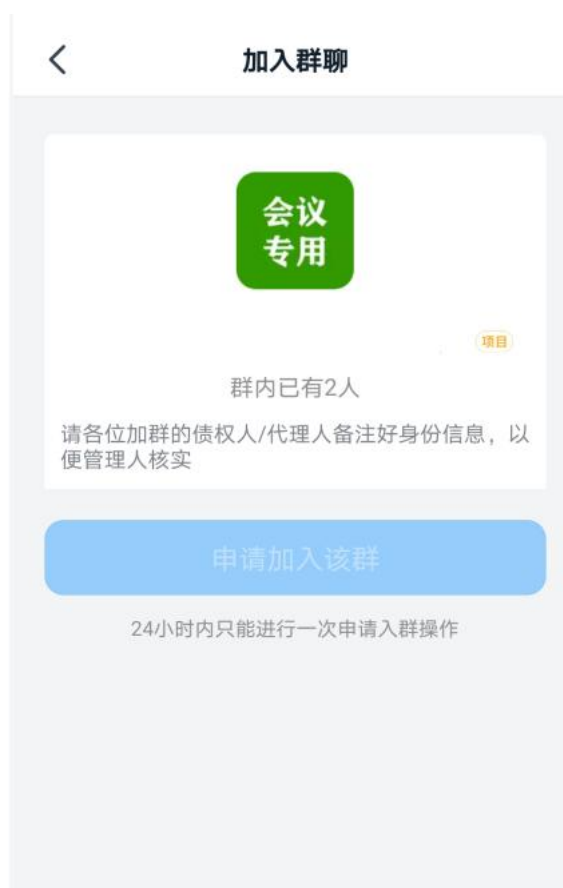 加入群聊
会议
专用
项目
群内已有2人
请各位加群的债权人/代理人备注好身份信息，以
便管理人核实
申请加入该群
24小时内只能进行一次申请入群操作